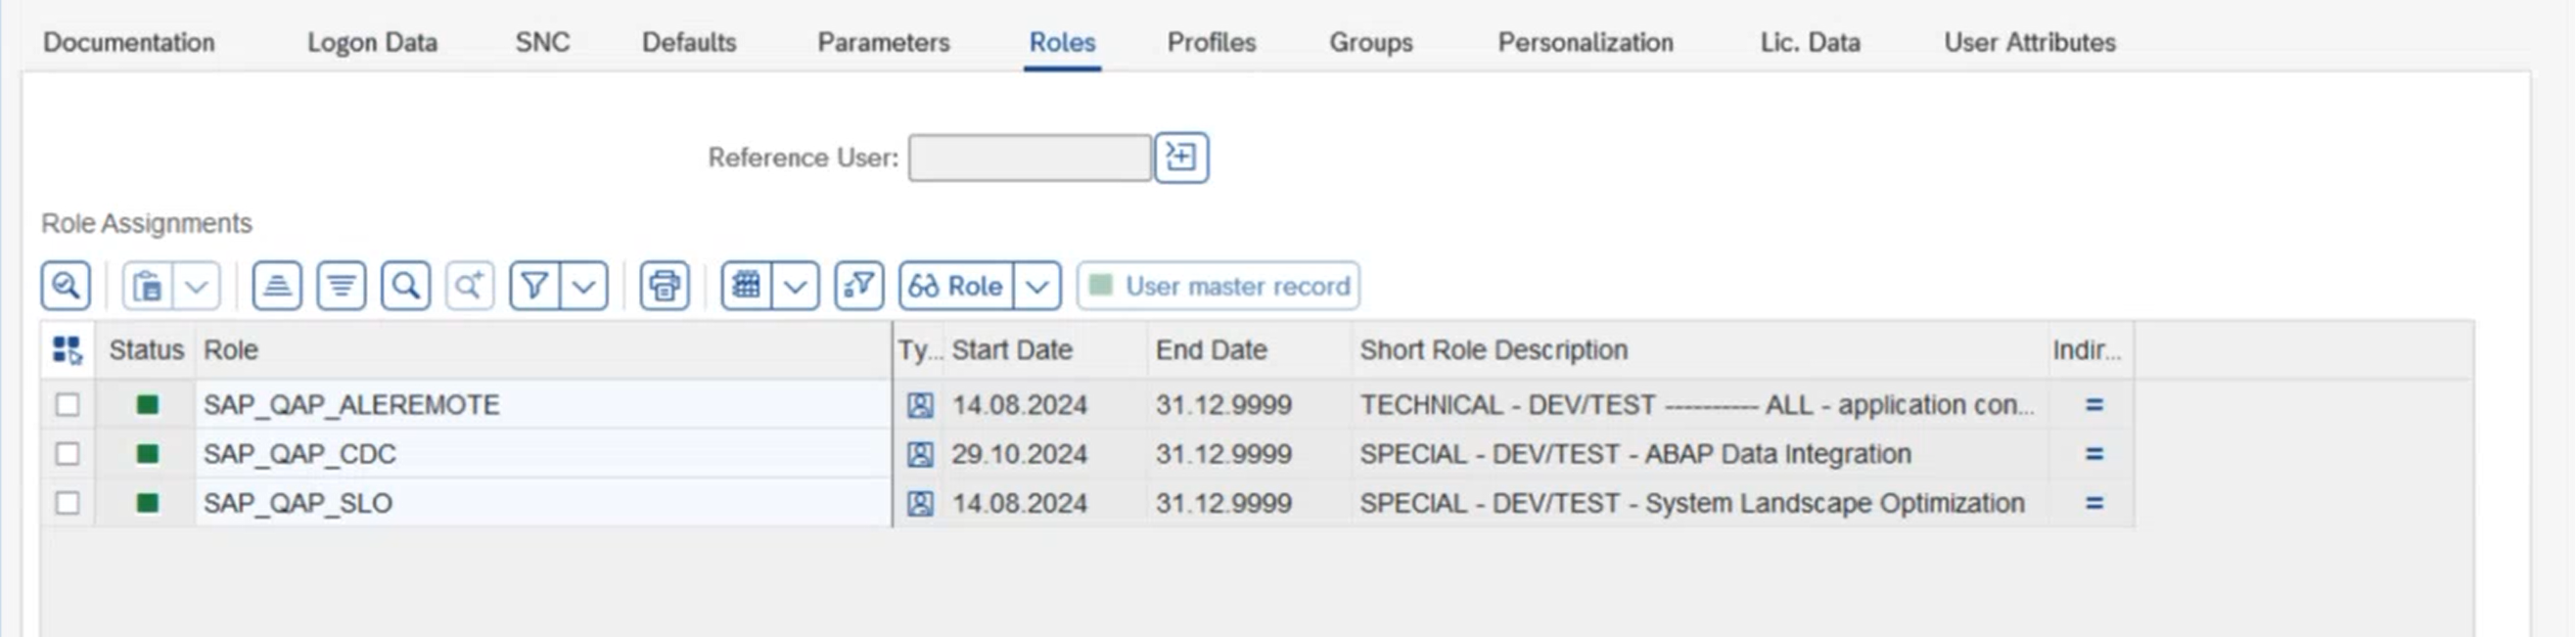 Documentation Logon Data SNC Defaults Parameters Roles Profiles Groups Personalization Lic. Data User Attributes
Reference User:
Role Assignments
Role User master record
Status Role Ty... Start Date End Date Short Role Description Indir...
SAP_QAP_ALEREMOTE 14.08.2024 31.12.9999 TECHNICAL - DEV/TEST ---------- ALL - application con...
SAP_QAP_CDC 29.10.2024 31.12.9999 SPECIAL - DEV/TEST - ABAP Data Integration
SAP_QAP_SLO 14.08.2024 31.12.9999 SPECIAL - DEV/TEST - System Landscape Optimization